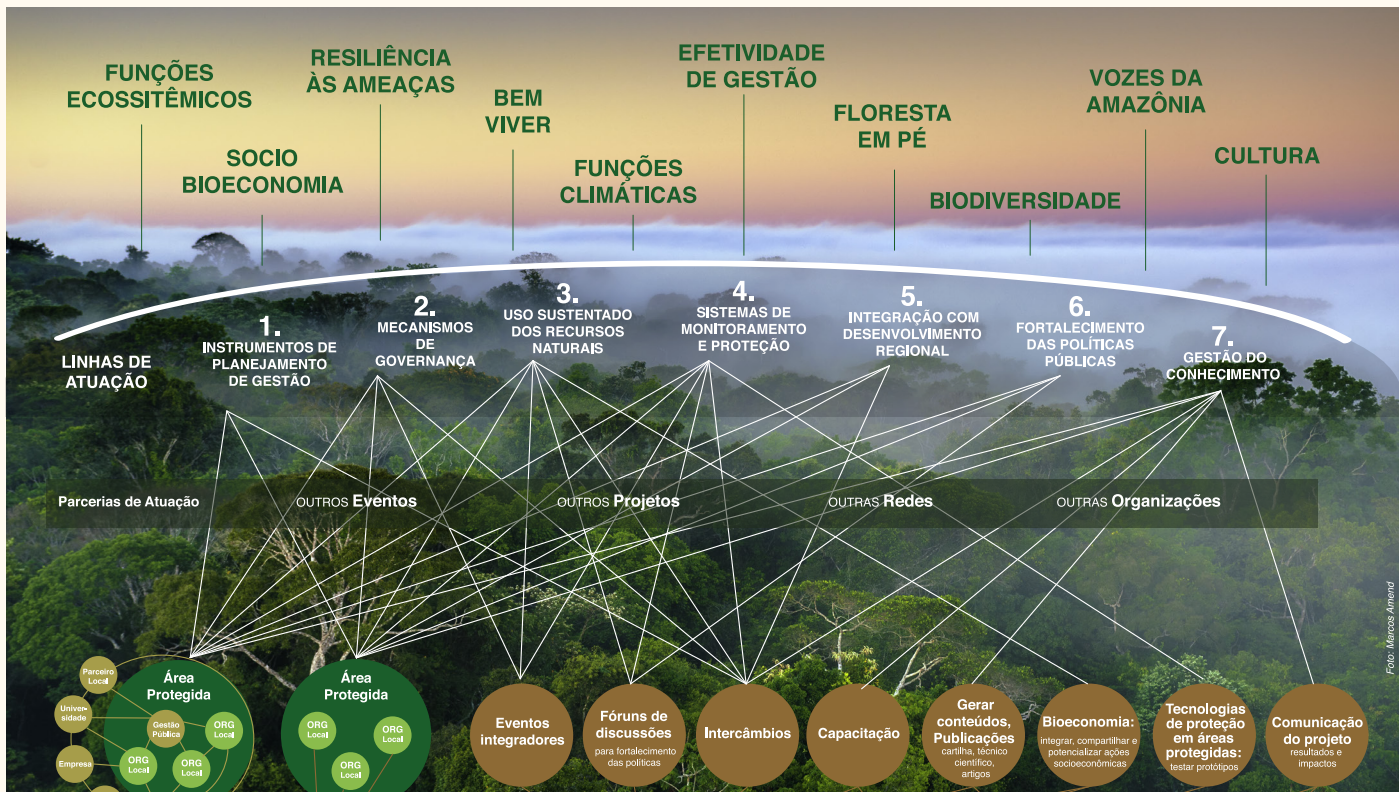 FUNÇÕES
ECOSSITÊMICOS
RESILIÊNCIA
ÀS AMEAÇAS
BEM
VIVER
EFETIVIDADE
DE GESTÃO
FLORESTA
EM PÉ
VOZES DA
AMAZÔNIA
SOCIO
BIOECONOMIA
FUNÇÕES
CLIMÁTICAS
BIODIVERSIDADE
CULTURA
LINHAS DE
ATUAÇÃO
1.
INSTRUMENTOS DE
PLANEJAMENTO
DE GESTÃO
2.
MECANISMOS
DE
GOVERNANÇA
3.
USO SUSTENTADO
DOS RECURSOS
NATURAIS
4.
SISTEMAS DE
MONITORAMENTO
E PROTEÇÃO
5.
INTEGRAÇÃO COM
DESENVOLVIMENTO
REGIONAL
6.
FORTALECIMENTO
DAS POLÍTICAS
PÚBLICAS
7.
GESTÃO DO
CONHECIMENTO
Parcerias de Atuação
OUTROS Eventos
OUTROS Projetos
OUTRAS Redes
OUTRAS Organizações
Foto: Marcos Amend
Parceiro
Local
Univer-
sidade
Empresa
Área
Protegida
Gestão
Pública
ORG
Local
ORG
Local
ORG
Local
Área
Protegida
ORG
Local
ORG
Local
ORG
Local
Eventos
integradores
Fóruns de
discussões
para fortalecimento
das políticas
Intercâmbios
Capacitação
Gerar
conteúdos,
Publicações
cartilha, técnico
científico,
artigos
Bioeconomia:
integrar, compartilhar e
potencializar ações
socioeconômicas
Tecnologias
de proteção
em áreas
protegidas:
testar protótipos
Comunicação
do projeto
resultados e
impactos